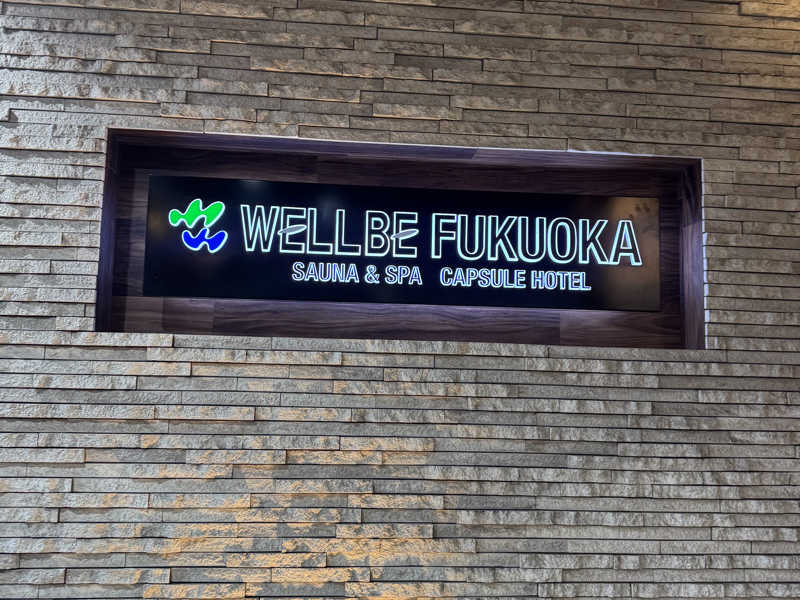 WELLBE FUKUOKA
SAUNA & SPA CAPSULE HOTEL